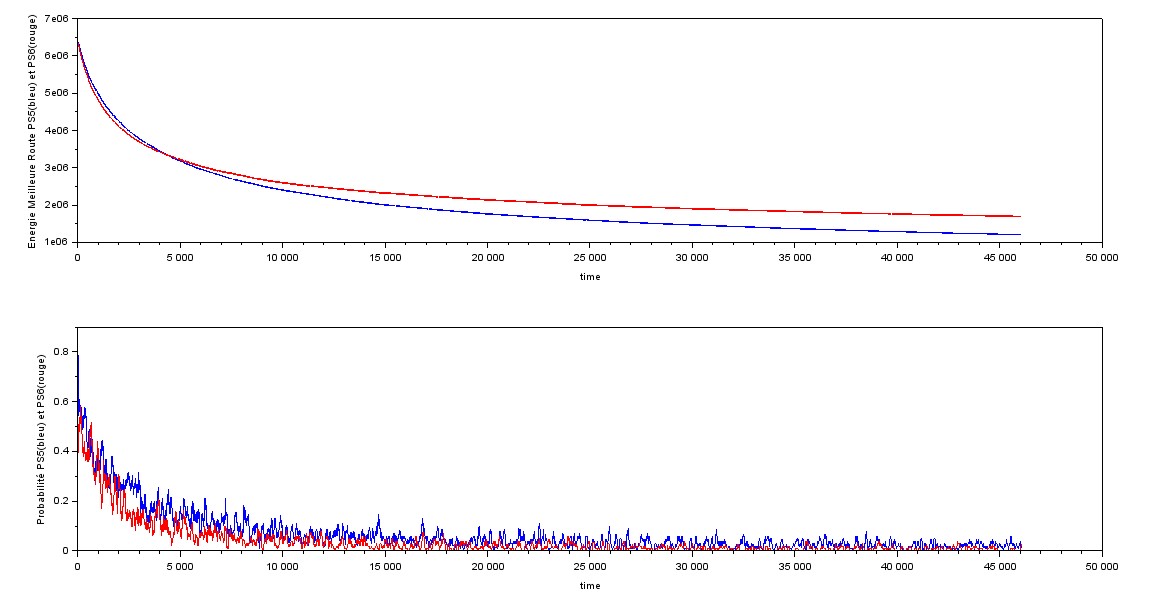 Energie Meilleure Route PS5(bleu) et PS6(rouge)
7e06
6e06
5e06
4e06
3e06
2e06
1e06
0 5 000 10 000 15 000 20 000 25 000 30 000 35 000 40 000 45 000 50 000
time
Probabilité PS5(bleu) et PS6(rouge)
0.8
0.6
0.4
0.2
0
0 5 000 10 000 15 000 20 000 25 000 30 000 35 000 40 000 45 000 50 000
time